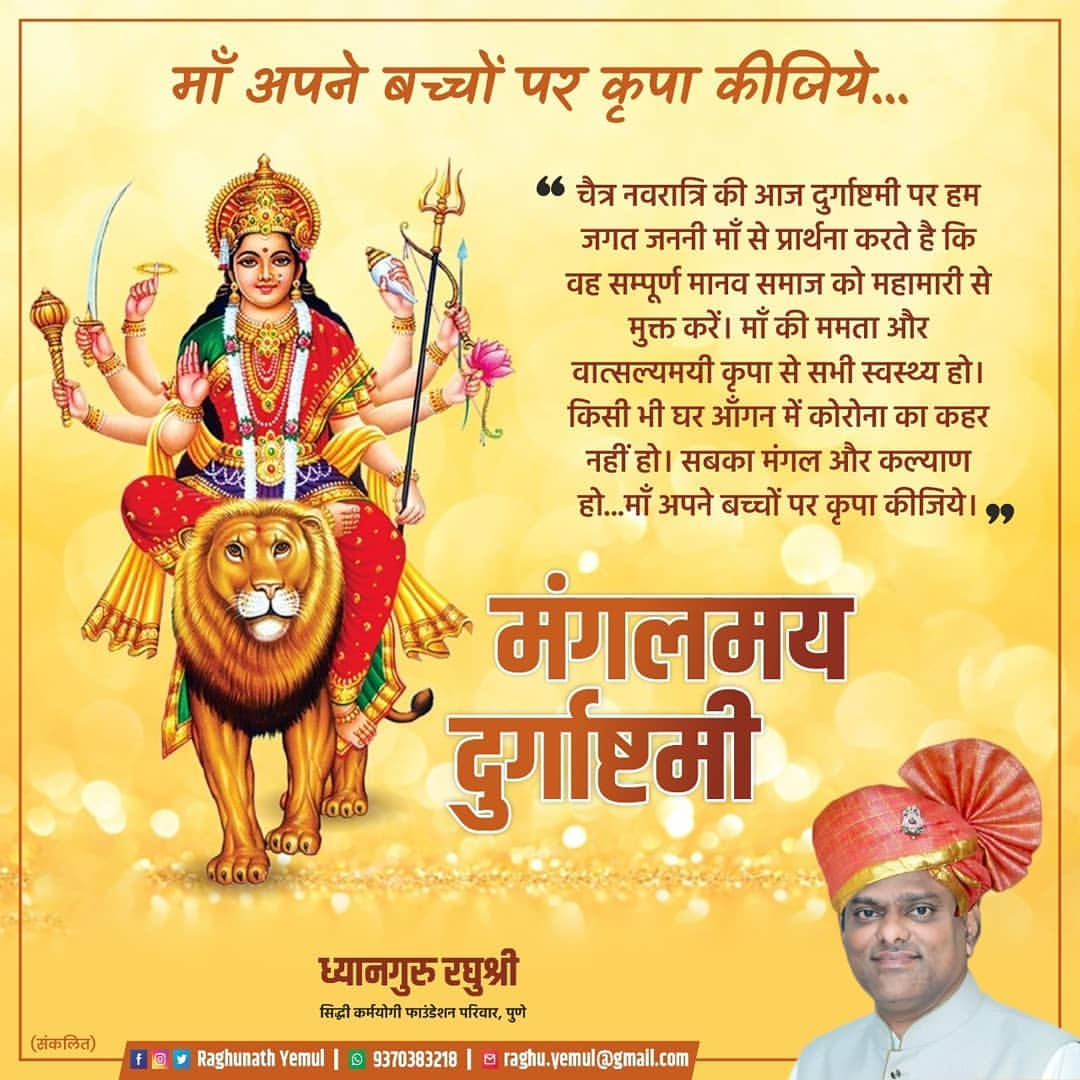 माँ अपने बच्चों पर कृपा कीजिये...
“ चैत्र नवरात्रि की आज दुर्गाष्टमी पर हम
जगत जननी माँ से प्रार्थना करते है कि
वह सम्पूर्ण मानव समाज को महामारी से
मुक्त करें। माँ की ममता और
वात्सल्यमयी कृपा से सभी स्वस्थ्य हो।
किसी भी घर आँगन में कोरोना का कहर
नहीं हो। सबका मंगल और कल्याण
हो...माँ अपने बच्चों पर कृपा कीजिये। ”
मंगलमय
दुर्गाष्टमी
ध्यानगुरु रघुश्री
सिद्धी कर्मयोगी फाउंडेशन परिवार, पुणे
(संकलित)
Raghunath Yemul | 9370383218 | raghu.yemul@gmail.com